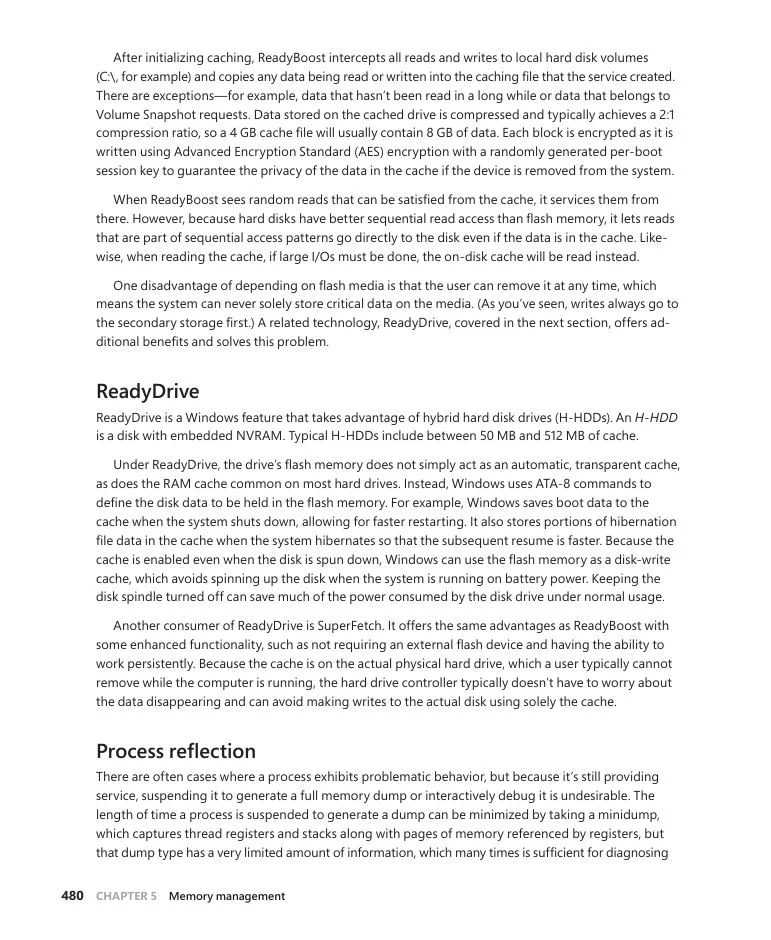 After initializing caching, ReadyBoost intercepts all reads and writes to local hard disk volumes
(C:\, for example) and copies any data being read or written into the caching file that the service created.
There are exceptions—for example, data that hasn’t been read in a long while or data that belongs to
Volume Snapshot requests. Data stored on the cached drive is compressed and typically achieves a 2:1
compression ratio, so a 4 GB cache file will usually contain 8 GB of data. Each block is encrypted as it is
written using Advanced Encryption Standard (AES) encryption with a randomly generated per-boot
session key to guarantee the privacy of the data in the cache if the device is removed from the system.
When ReadyBoost sees random reads that can be satisfied from the cache, it services them from
there. However, because hard disks have better sequential read access than flash memory, it lets reads
that are part of sequential access patterns go directly to the disk even if the data is in the cache. Like-
wise, when reading the cache, if large I/Os must be done, the on-disk cache will be read instead.
One disadvantage of depending on flash media is that the user can remove it at any time, which
means the system can never solely store critical data on the media. (As you’ve seen, writes always go to
the secondary storage first.) A related technology, ReadyDrive, covered in the next section, offers ad-
ditional benefits and solves this problem.
ReadyDrive
ReadyDrive is a Windows feature that takes advantage of hybrid hard disk drives (H-HDDs). An H-HDD
is a disk with embedded NVRAM. Typical H-HDDs include between 50 MB and 512 MB of cache.
Under ReadyDrive, the drive’s flash memory does not simply act as an automatic, transparent cache,
as does the RAM cache common on most hard drives. Instead, Windows uses ATA-8 commands to
define the disk data to be held in the flash memory. For example, Windows saves boot data to the
cache when the system shuts down, allowing for faster restarting. It also stores portions of hibernation
file data in the cache when the system hibernates so that the subsequent resume is faster. Because the
cache is enabled even when the disk is spun down, Windows can use the flash memory as a disk-write
cache, which avoids spinning up the disk when the system is running on battery power. Keeping the
disk spindle turned off can save much of the power consumed by the disk drive under normal usage.
Another consumer of ReadyDrive is SuperFetch. It offers the same advantages as ReadyBoost with
some enhanced functionality, such as not requiring an external flash device and having the ability to
work persistently. Because the cache is on the actual physical hard drive, which a user typically cannot
remove while the computer is running, the hard drive controller typically doesn’t have to worry about
the data disappearing and can avoid making writes to the actual disk using solely the cache.
Process reflection
There are often cases where a process exhibits problematic behavior, but because it’s still providing
service, suspending it to generate a full memory dump or interactively debug it is undesirable. The
length of time a process is suspended to generate a dump can be minimized by taking a minidump,
which captures thread registers and stacks along with pages of memory referenced by registers, but
that dump type has a very limited amount of information, which many times is sufficient for diagnosing
480 CHAPTER 5 Memory management